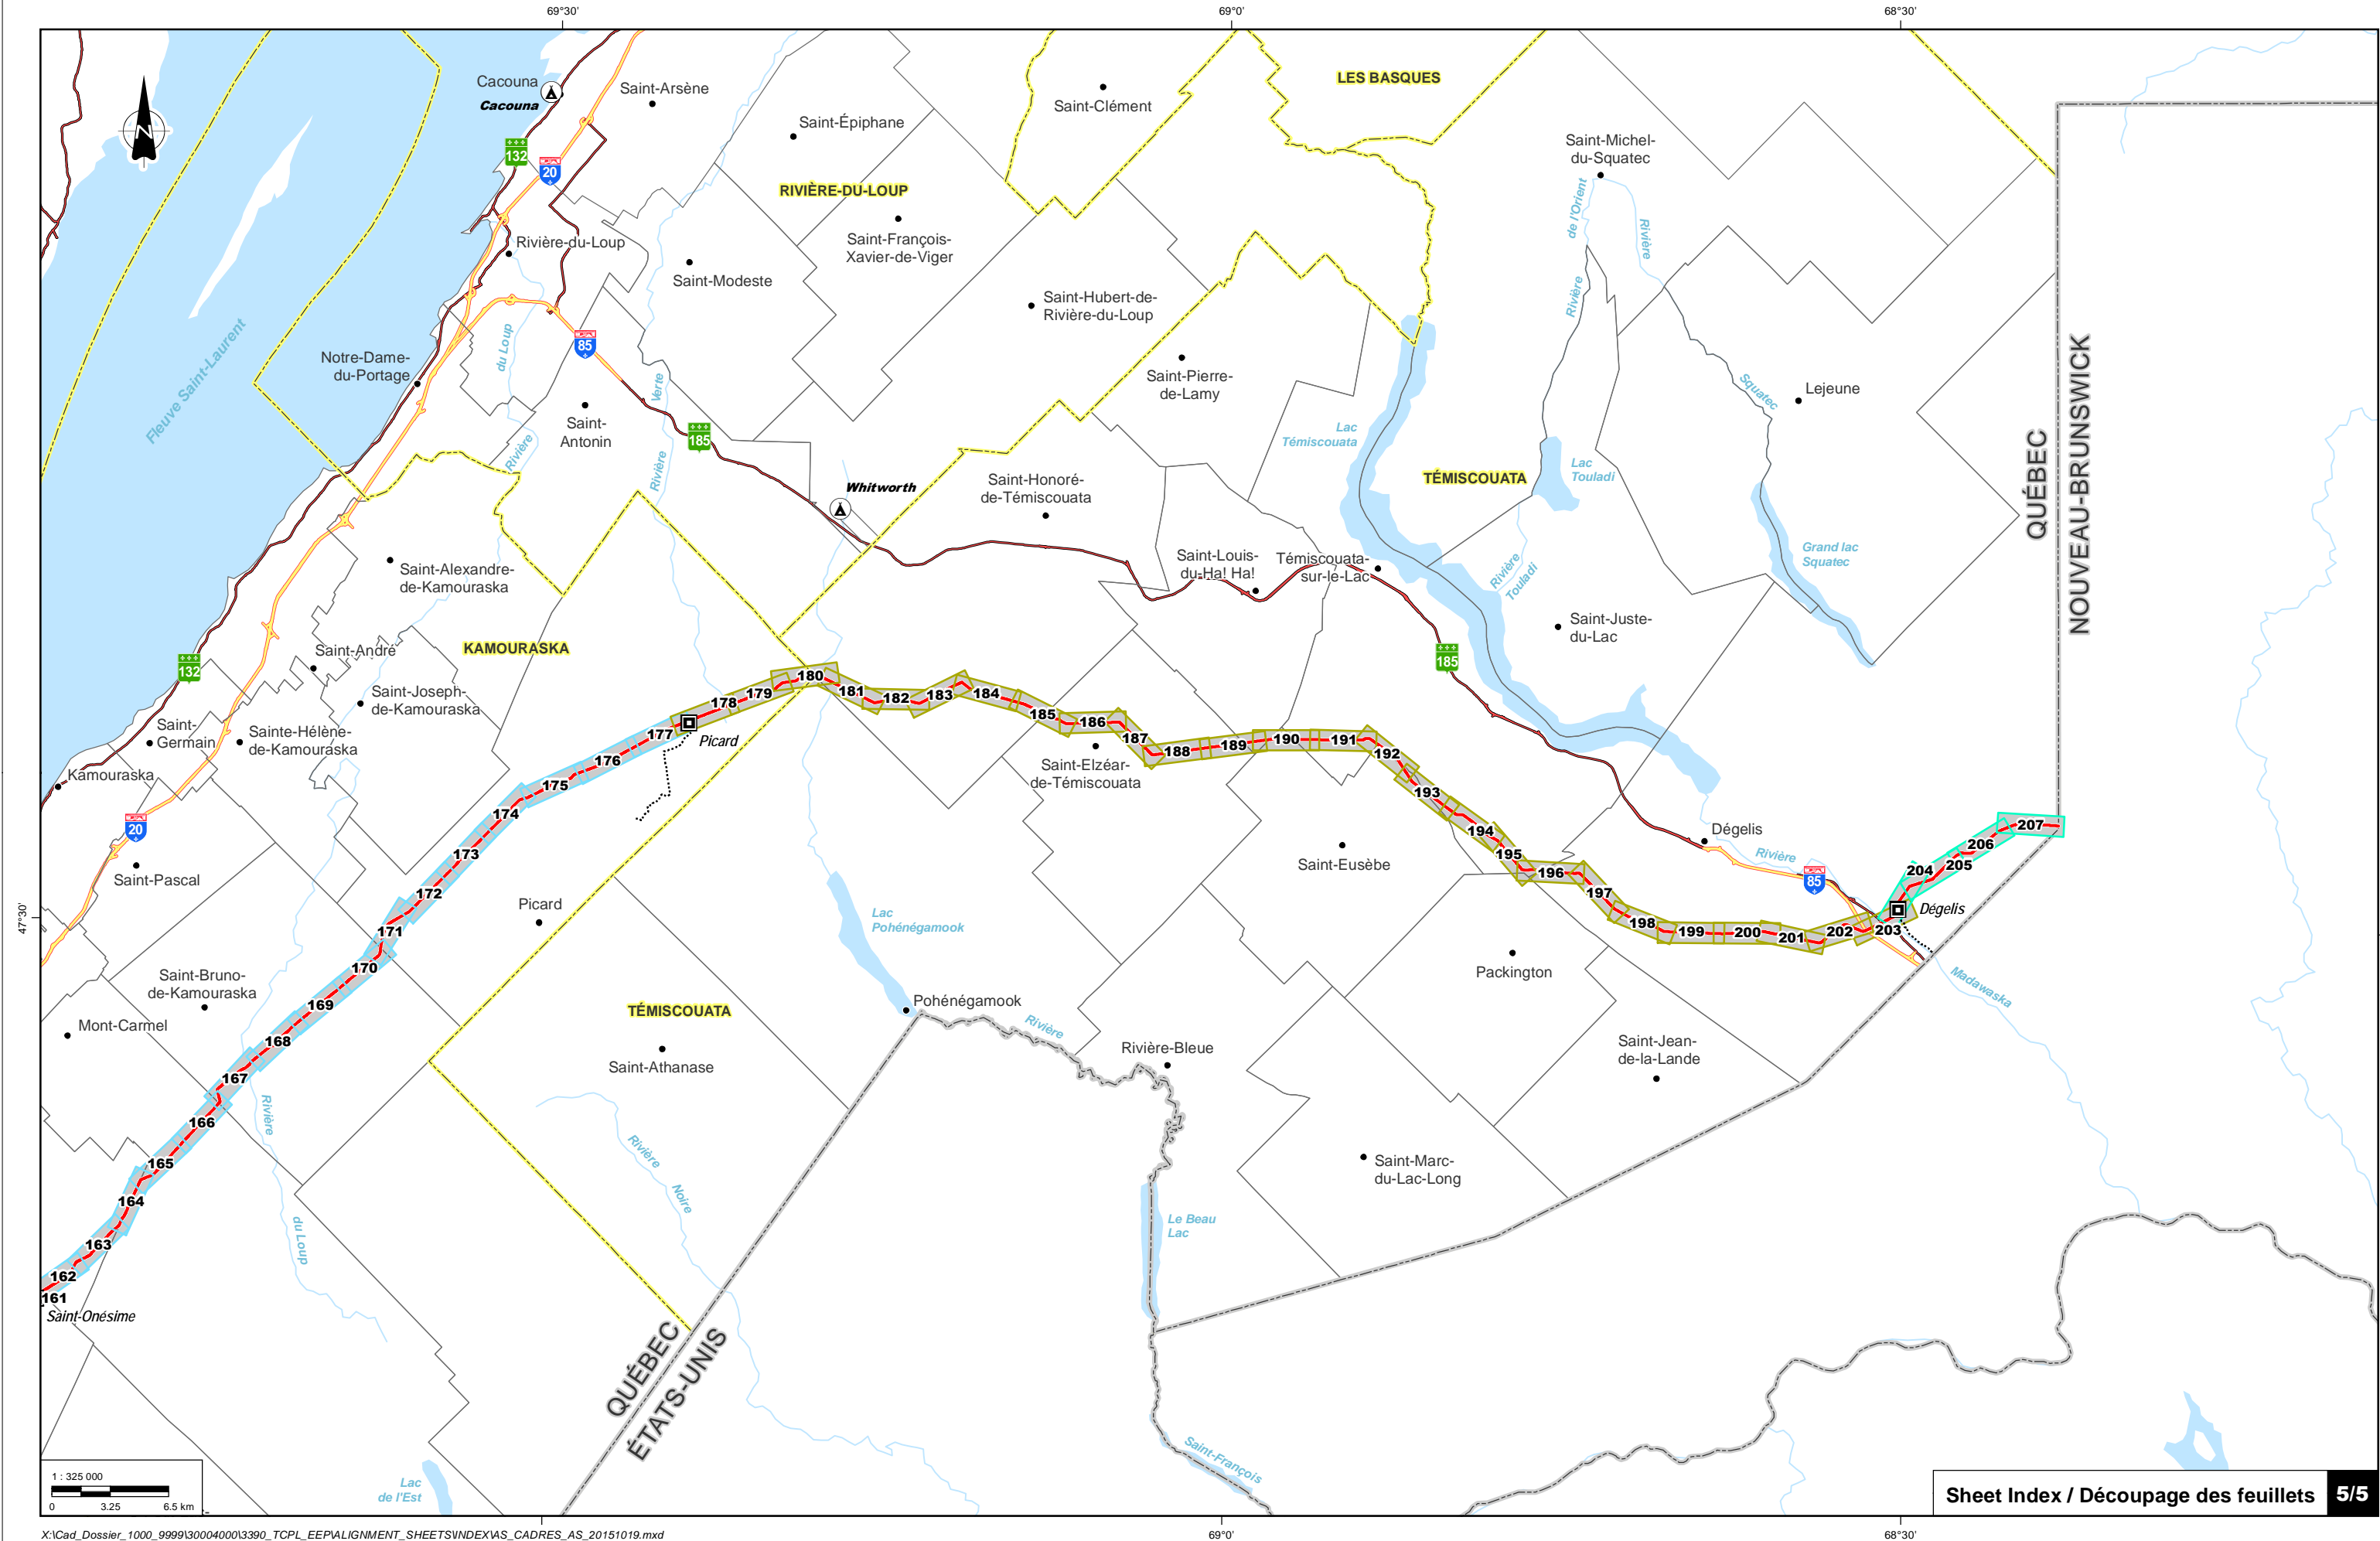 69°30'
69°0'
68°30'
Cacouna
Cacouna
Saint-Arsène
Saint-Épiphane
Saint-Clément
LES BASQUES
132
20
N
Saint-Michel-
du-Squatec
RIVIÈRE-DU-LOUP
de l'Orient
Rivière
Rivière
Rivière-du-Loup
Saint-François-
Xavier-de-Viger
Saint-Modeste
Saint-Hubert-de-
Rivière-du-Loup
Fleuve Saint-Laurent
du Loup
Rivière
85
Notre-Dame-
du-Portage
Verte
Rivière
Saint-Pierre-
de-Lamy
Squatec
Lejeune
QUÉBEC
NOUVEAU-BRUNSWICK
Saint-
Antonin
185
Lac
Témiscouata
Lac
Touladi
TÉMISCOUATA
Whitworth
Saint-Honoré-
de-Témiscouata
Grand lac
Squatec
Saint-Louis-
du-Ha! Ha!
Témiscouata-
sur-le-Lac
Rivière
Touladi
Saint-Alexandre-
de-Kamouraska
Saint-Juste-
du-Lac
KAMOURASKA
Saint-André
132
185
Saint-Joseph-
de-Kamouraska
Saint-
Germain
Sainte-Hélène-
de-Kamouraska
Kamouraska
Picard
Saint-Elzéar-
de-Témiscouata
20
Saint-Pascal
Saint-Eusèbe
Dégelis
Rivière
85
Dégelis
47°30'
Picard
Lac
Pohénégamook
Packington
Madawaska
Saint-Bruno-
de-Kamouraska
Mont-Carmel
Pohénégamook
TÉMISCOUATA
Rivière
Rivière-Bleue
Saint-Athanase
Saint-Jean-
de-la-Lande
Rivière
du Loup
Rivière
Noire
Saint-Marc-
du-Lac-Long
Le Beau
Lac
161
162
163
164
165
166
167
168
169
170
171
172
173
174
175
176
177
178
179
180
181
182
183
184
185
186
187
188
189
190
191
192
193
194
195
196
197
198
199
200
201
202
203
204
205
206
207
Saint-Onésime
QUÉBEC
ÉTATS-UNIS
Saint-François
Lac
de l'Est
1 : 325 000
0 3.25 6.5 km
Sheet Index / Découpage des feuillets 5/5
X:\Cad_Dossier_1000_9999\30004000\3390_TCPL_EEP\ALIGNMENT_SHEETS\INDEX\AS_CADRES_AS_20151019.mxd
69°0'
68°30'